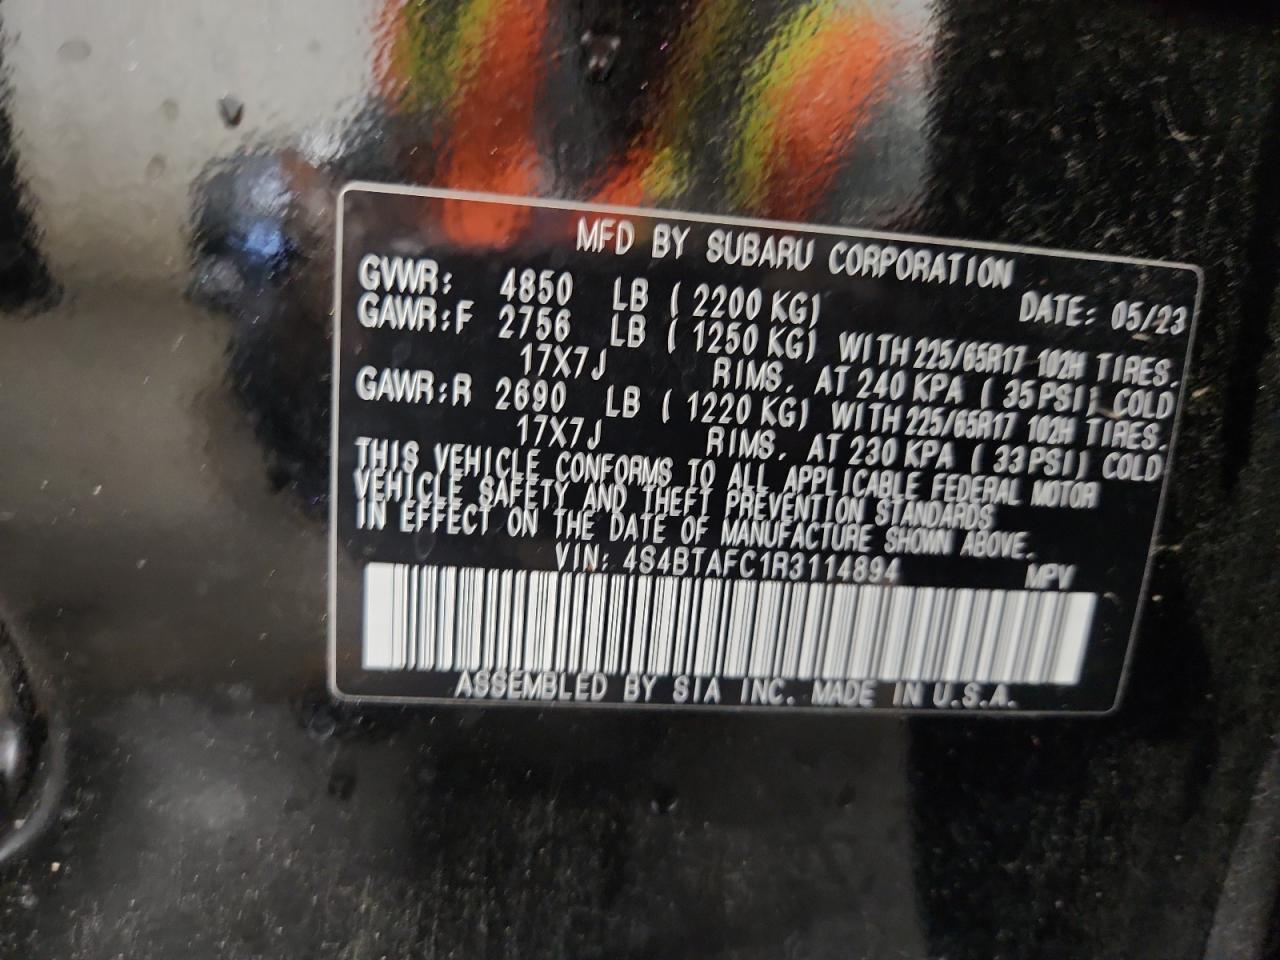 MFD BY SUBARU CORPORATION
GVWR: 4850 LB ( 2200 KG) DATE: 05/23
GAWR:F 2756 LB ( 1250 KG) WITH 225/65R17 102H TIRES.
17X7J RIMS. AT 240 KPA ( 35 PSI) COLD
GAWR:R 2690 LB ( 1220 KG) WITH 225/65R17 102H TIRES.
17X7J RIMS. AT 230 KPA ( 33 PSI) COLD
THIS VEHICLE CONFORMS TO ALL APPLICABLE FEDERAL MOTOR
VEHICLE SAFETY AND THEFT PREVENTION STANDARDS
IN EFFECT ON THE DATE OF MANUFACTURE SHOWN ABOVE.
VIN: 4S4BTAFC1R3114894 MPV
ASSEMBLED BY SIA INC. MADE IN U.S.A.